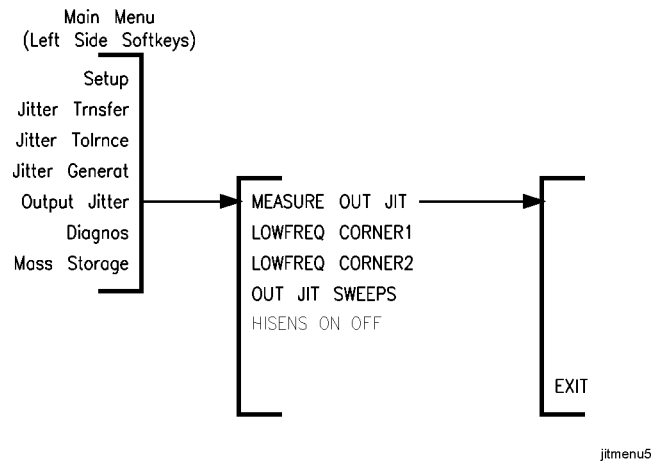 Main Menu
(Left Side Softkeys)
Setup
Jitter Trnsfer
Jitter Tolrnce
Jitter Generat
Output Jitter
Diagnos
Mass Storage
MEASURE OUT JIT
LOWFREQ CORNER1
LOWFREQ CORNER2
OUT JIT SWEEPS
HISENS ON OFF
EXIT
jitmenu5